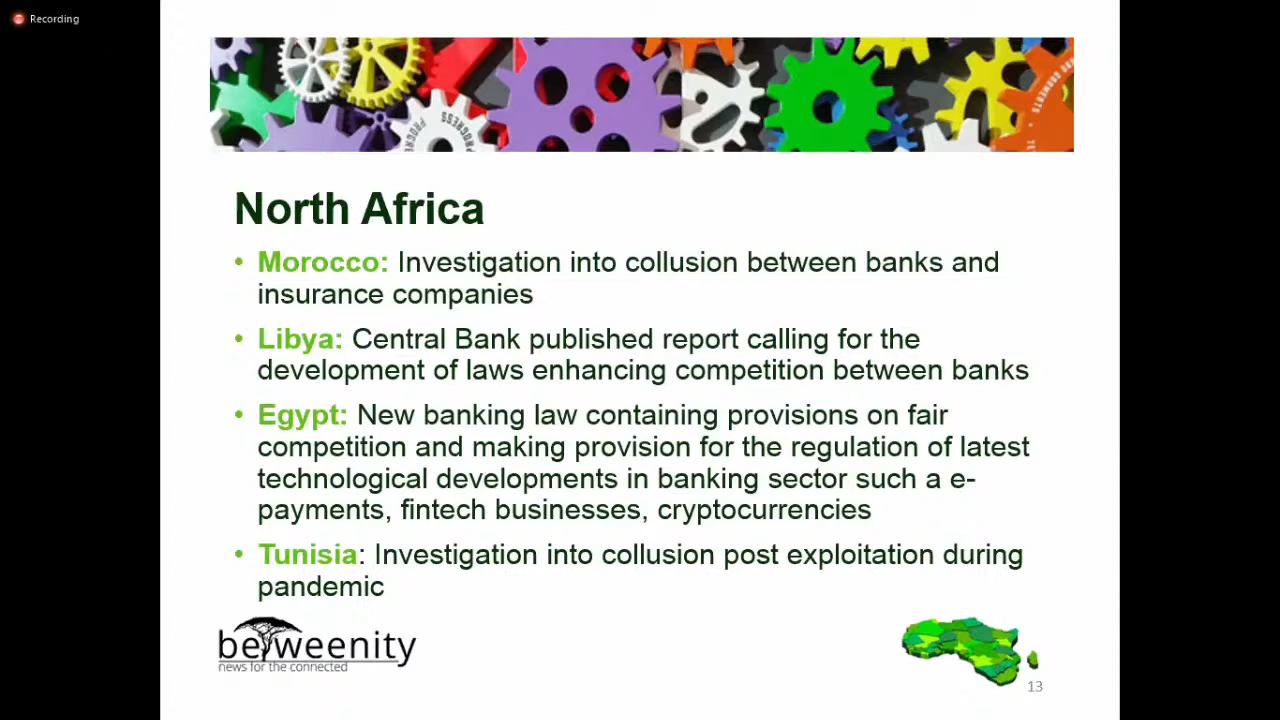 Recording
PROGRESS
PROGRE
North Africa
• Morocco: Investigation into collusion between banks and
insurance companies
• Libya: Central Bank published report calling for the
development of laws enhancing competition between banks
• Egypt: New banking law containing provisions on fair
competition and making provision for the regulation of latest
technological developments in banking sector such a e-
payments, fintech businesses, cryptocurrencies
• Tunisia: Investigation into collusion post exploitation during
pandemic
betweenity
news for the connected
13